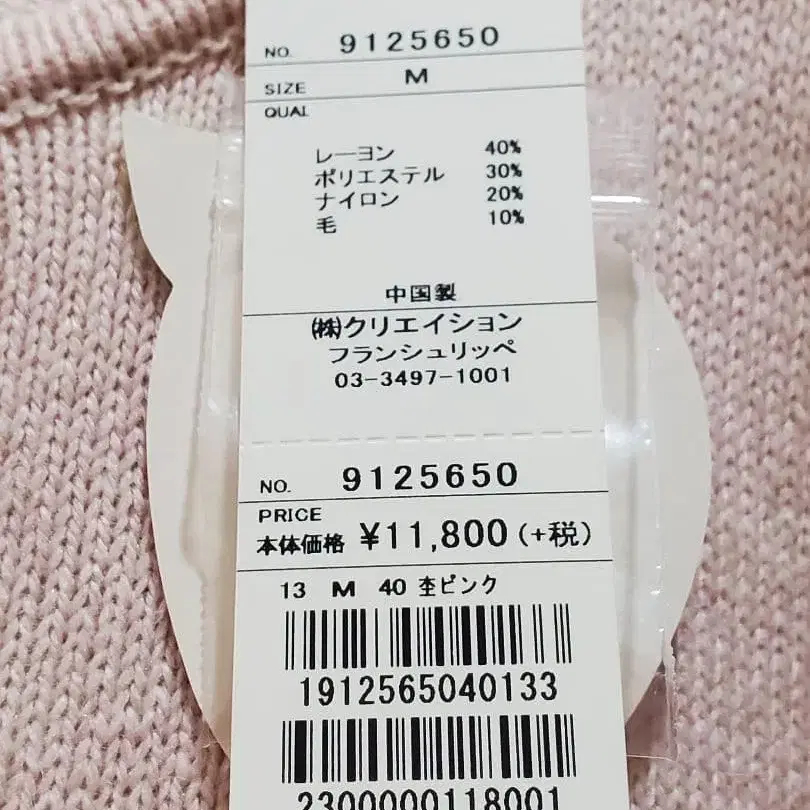 NO. 9125650
SIZE M
QUAL
レーヨン 40%
ポリエステル 30%
ナイロン 20%
毛 10%
中国製
㈱クリエイション
フランシュリッペ
03-3497-1001
NO. 9125650
PRICE
本体価格 ¥11,800(+税)
13 M 40 杢ピンク
1912565040133
2300000118001